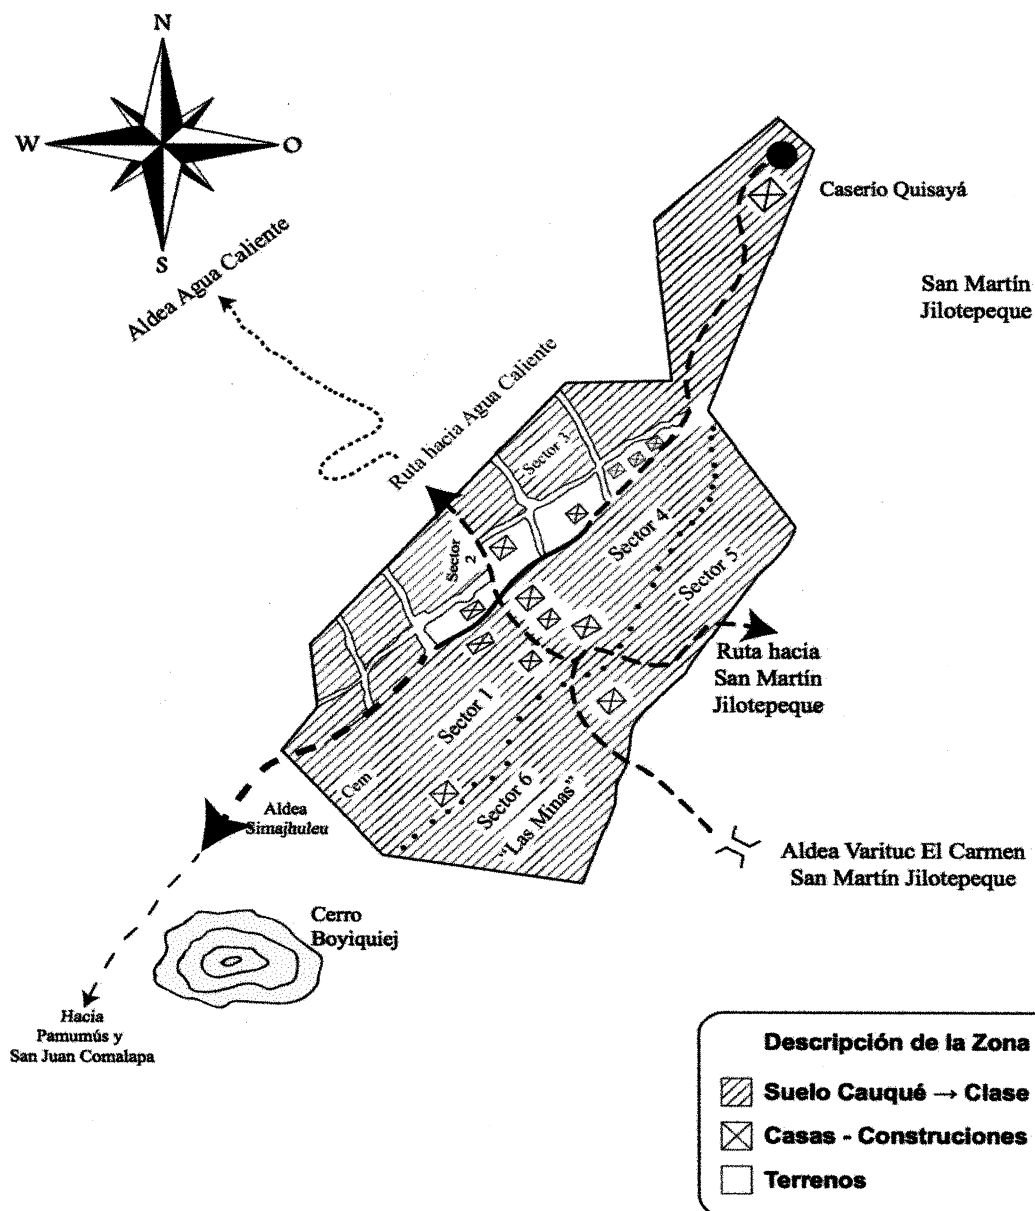 N
W
O
S
Aldea Agua Caliente
Caserío Quisayá
San Martín
Jilotepeque
Ruta hacia Agua Caliente
Sector 3
Sector
2
Sector 4
Sector 5
Ruta hacia
San Martín
Jilotepeque
Sector 1
Cem
Sector 6
"Las Minas"
Aldea
Simajhuleu
Aldea Varituc El Carmen
San Martín Jilotepeque
Cerro
Boyiquiej
Hacia
Pamumús y
San Juan Comalapa
Descripción de la Zona
Suelo Cauqué → Clase
Casas - Construciones
Terrenos